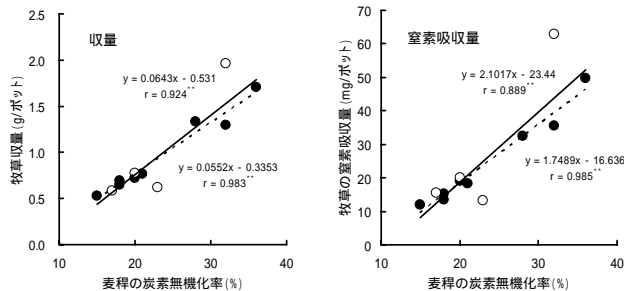 収量
y = 0.0643x - 0.531
r = 0.924**
y = 0.0552x - 0.3353
r = 0.983**
牧草収量(g/ポット)
2.5
2.0
1.5
1.0
0.5
0.0
10 20 30 40
麦稈の炭素無機化率(%)
窒素吸収量
y = 2.1017x - 23.44
r = 0.889**
y = 1.7489x - 16.636
r = 0.985**
牧草の窒素吸収量(mg/ポット)
70
60
50
40
30
20
10
0
10 20 30 40
麦稈の炭素無機化率(%)